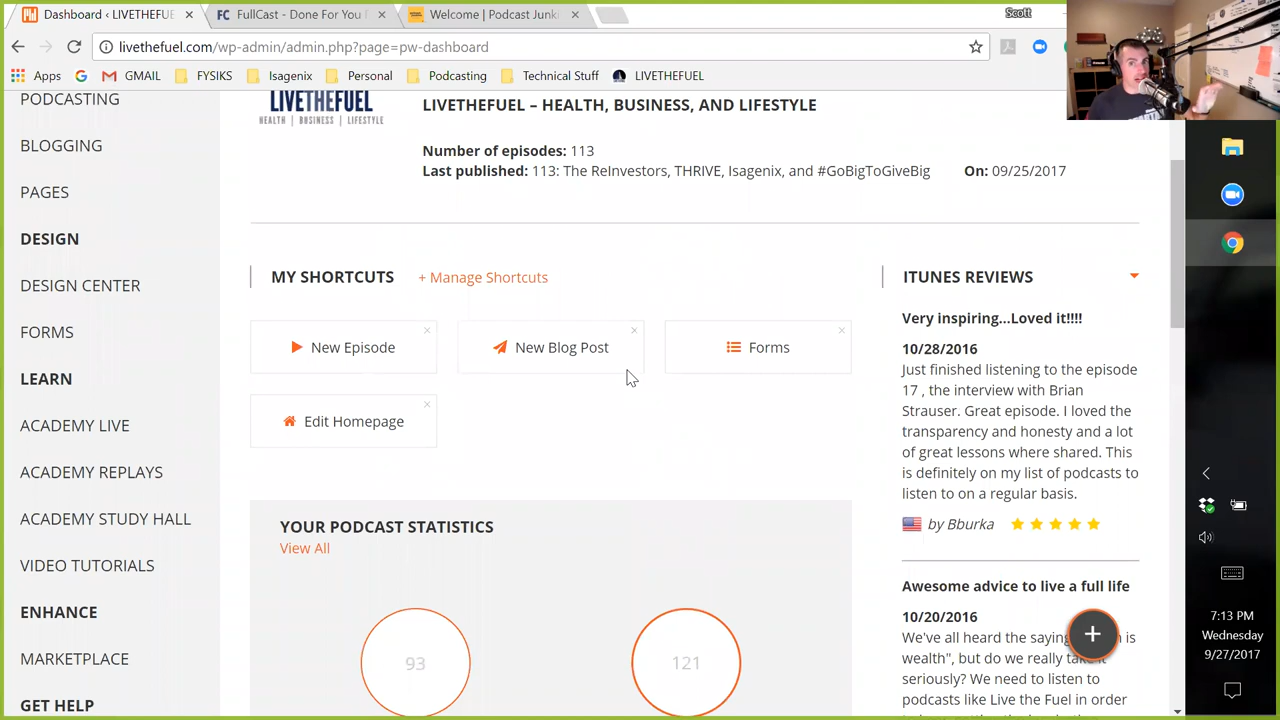 Dashboard ‹ LIVETHEFUEL
FullCast - Done For You
Welcome | Podcast Junki
Scott
livethefuel.com/wp-admin/admin.php?page=pw-dashboard
Apps
GMAIL
FYSIKS
Isagenix
Personal
Podcasting
Technical Stuff
LIVETHEFUEL
PODCASTING
BLOGGING
PAGES
DESIGN
DESIGN CENTER
FORMS
LEARN
ACADEMY LIVE
ACADEMY REPLAYS
ACADEMY STUDY HALL
VIDEO TUTORIALS
ENHANCE
MARKETPLACE
GET HELP
LIVETHEFUEL
HEALTH | BUSINESS | LIFESTYLE
LIVETHEFUEL – HEALTH, BUSINESS, AND LIFESTYLE
Number of episodes: 113
Last published: 113: The ReInvestors, THRIVE, Isagenix, and #GoBigToGiveBig On: 09/25/2017
MY SHORTCUTS + Manage Shortcuts
New Episode
New Blog Post
Forms
Edit Homepage
YOUR PODCAST STATISTICS
View All
93
121
ITUNES REVIEWS
Very inspiring...Loved it!!!!
10/28/2016
Just finished listening to the episode
17 , the interview with Brian
Strauser. Great episode. I loved the
transparency and honesty and a lot
of great lessons where shared. This
is definitely on my list of podcasts to
listen to on a regular basis.
by Bburka
Awesome advice to live a full life
10/20/2016
We've all heard the saying is
wealth", but do we really take it
seriously? We need to listen to
podcasts like Live the Fuel in order
7:13 PM
Wednesday
9/27/2017